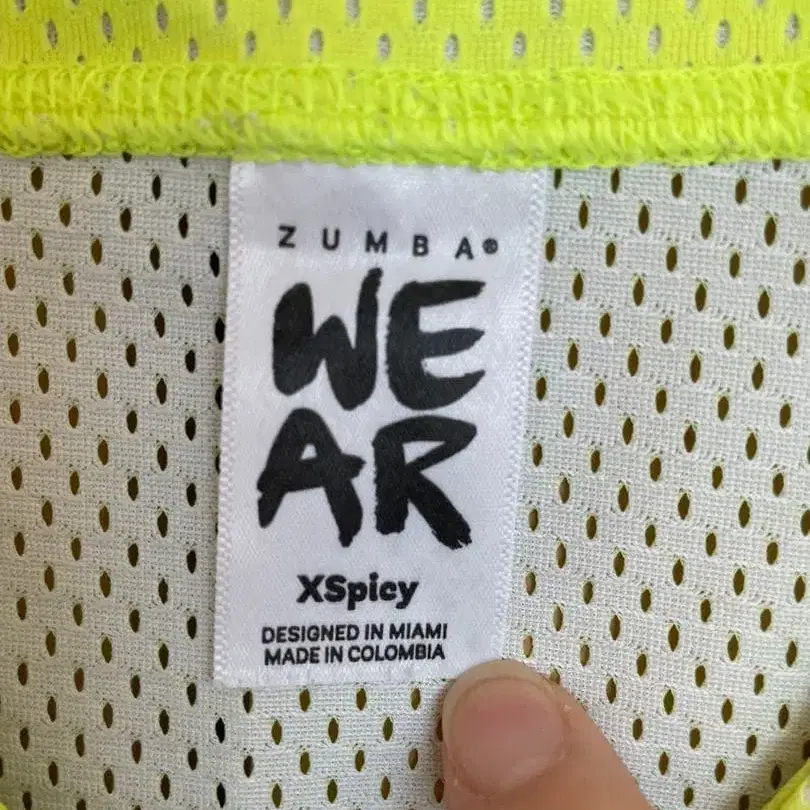 ZUMBA®
WE
AR
XSpicy
DESIGNED IN MIAMI
MADE IN COLOMBIA